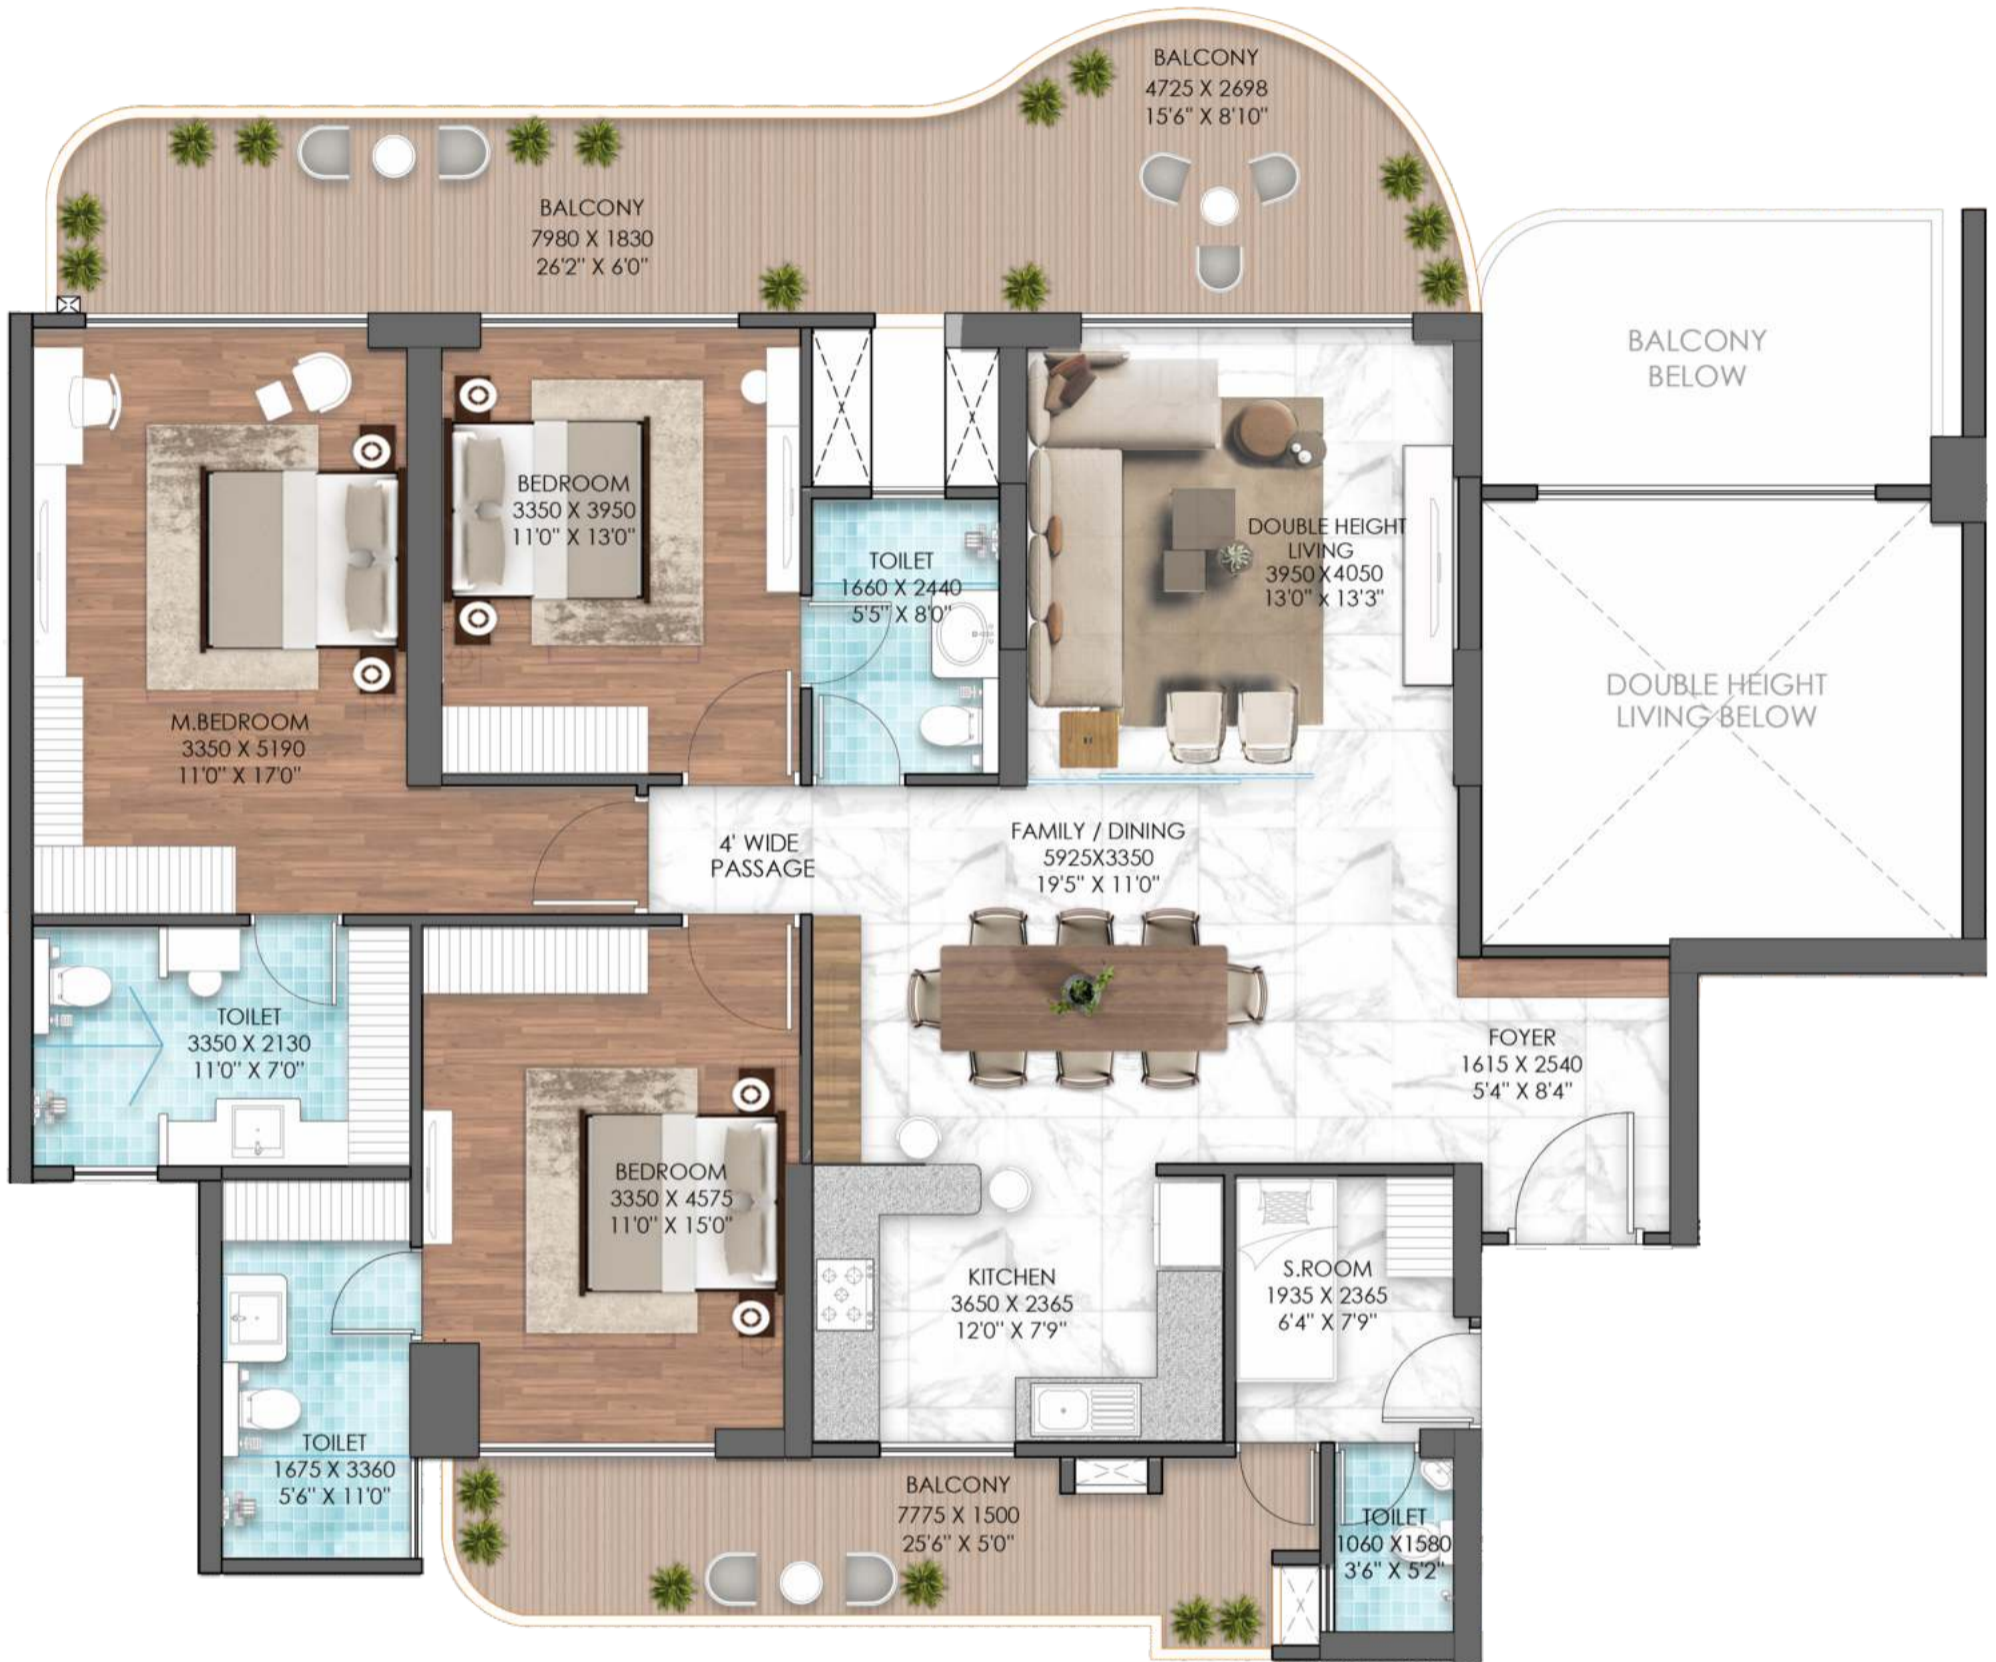 BALCONY
4725 X 2698
15'6" X 8'10"
BALCONY
7980 X 1830
26'2" X 6'0"
BALCONY
BELOW
BEDROOM
3350 X 3950
11'0" X 13'0"
TOILET
1660 X 2440
5'5" X 8'0"
DOUBLE HEIGHT
LIVING
3950X4050
13'0" x 13'3"
DOUBLE HEIGHT
LIVING BELOW
M.BEDROOM
3350 X 5190
11'0" X 17'0"
4' WIDE
PASSAGE
FAMILY / DINING
5925X3350
19'5" X 11'0"
TOILET
3350 X 2130
11'0" X 7'0"
FOYER
1615 X 2540
5'4" X 8'4"
BEDROOM
3350 X 4575
11'0" X 15'0"
KITCHEN
3650 X 2365
12'0" X 7'9"
S.ROOM
1935 X 2365
6'4" X 7'9"
TOILET
1675 X 3360
5'6" X 11'0"
BALCONY
7775 X 1500
25'6" X 5'0"
TOILET
1060 X1580
3'6" X 5'2"